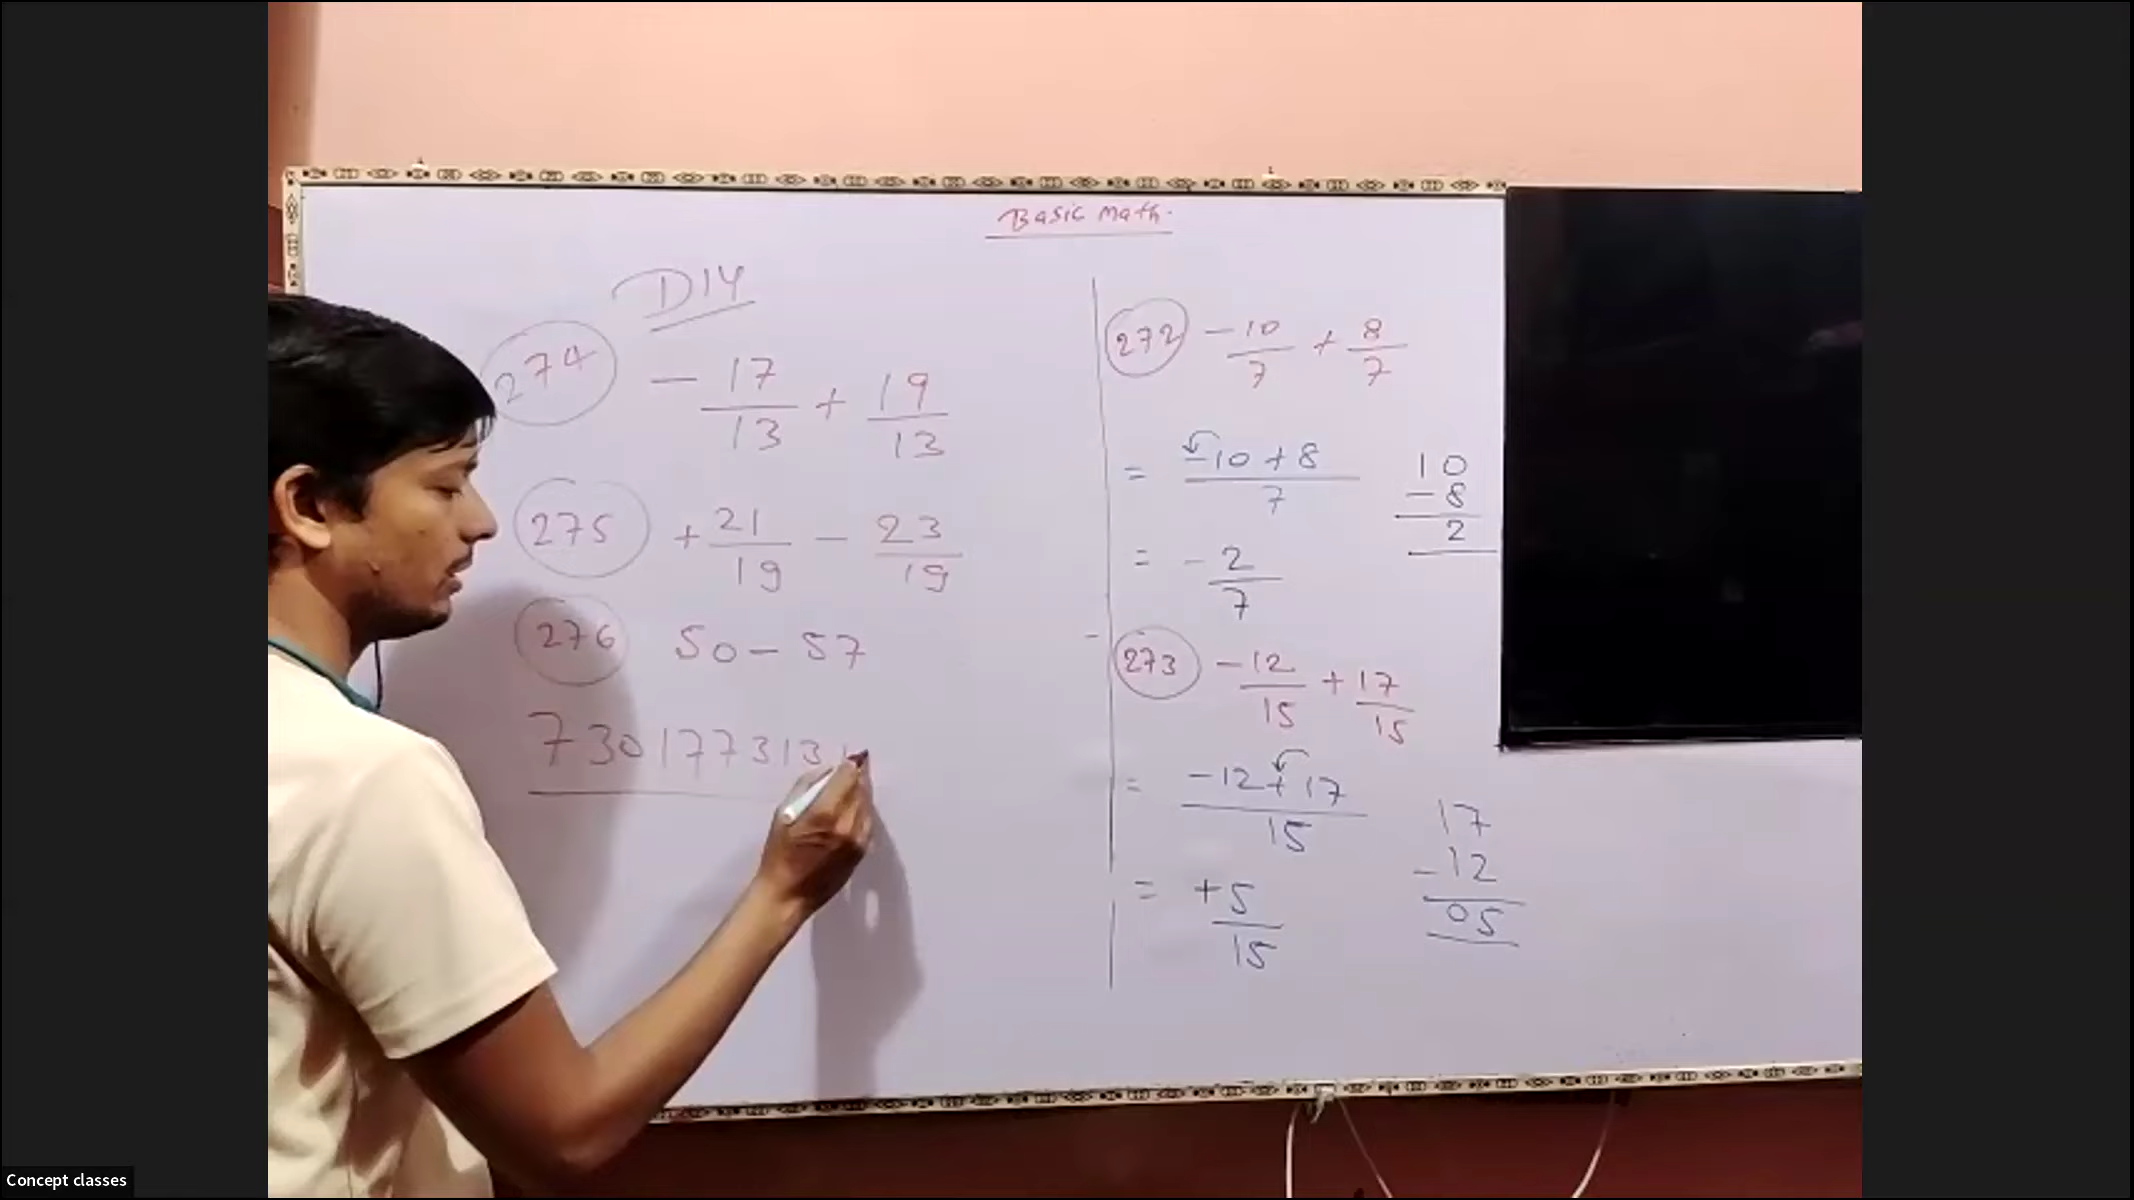 Basic Math.
DIY
274 - 17/13 + 19/13
275 + 21/19 - 23/19
276 50 - 57
730177313
272 - 10/7 + 8/7
= -10 + 8 / 7
10
- 8
2
= - 2/7
273 - 12/15 + 17/15
= -12 + 17 / 15
17
- 12
05
= + 5/15
Concept classes